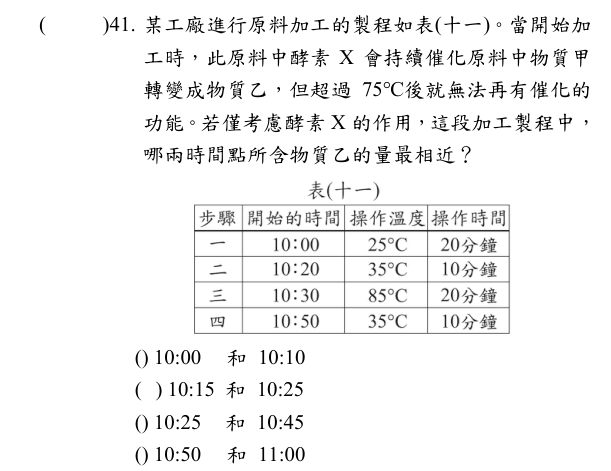 (　　)41. 某工廠進行原料加工的製程如表(十一)。當開始加
工時，此原料中酵素 X 會持續催化原料中物質甲
轉變成物質乙，但超過 75℃後就無法再有催化的
功能。若僅考慮酵素 X 的作用，這段加工製程中，
哪兩時間點所含物質乙的量最相近？
表(十一)
步驟 開始的時間 操作溫度 操作時間
一 10：00 25°C 20分鐘
二 10：20 35°C 10分鐘
三 10：30 85°C 20分鐘
四 10：50 35°C 10分鐘
() 10:00 和 10:10
( ) 10:15 和 10:25
() 10:25 和 10:45
() 10:50 和 11:00